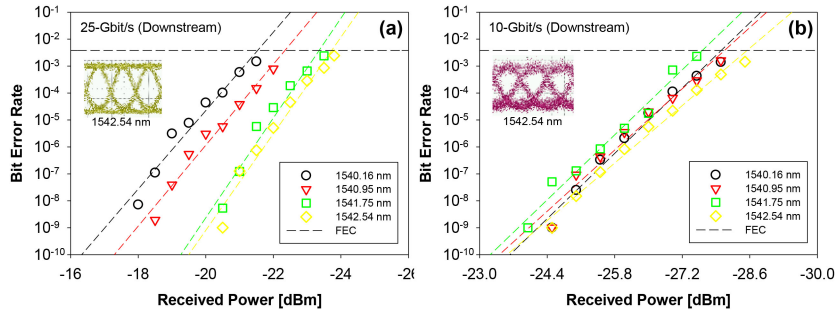 25-Gbit/s (Downstream)
(a)
10⁻¹
10⁻²
10⁻³
10⁻⁴
10⁻⁵
10⁻⁶
10⁻⁷
10⁻⁸
10⁻⁹
10⁻¹⁰
Bit Error Rate
1542.54 nm
1540.16 nm
1540.95 nm
1541.75 nm
1542.54 nm
FEC
-16 -18 -20 -22 -24 -26
Received Power [dBm]
10-Gbit/s (Downstream)
(b)
10⁻¹
10⁻²
10⁻³
10⁻⁴
10⁻⁵
10⁻⁶
10⁻⁷
10⁻⁸
10⁻⁹
10⁻¹⁰
Bit Error Rate
1542.54 nm
1540.16 nm
1540.95 nm
1541.75 nm
1542.54 nm
FEC
-23.0 -24.4 -25.8 -27.2 -28.6 -30.0
Received Power [dBm]